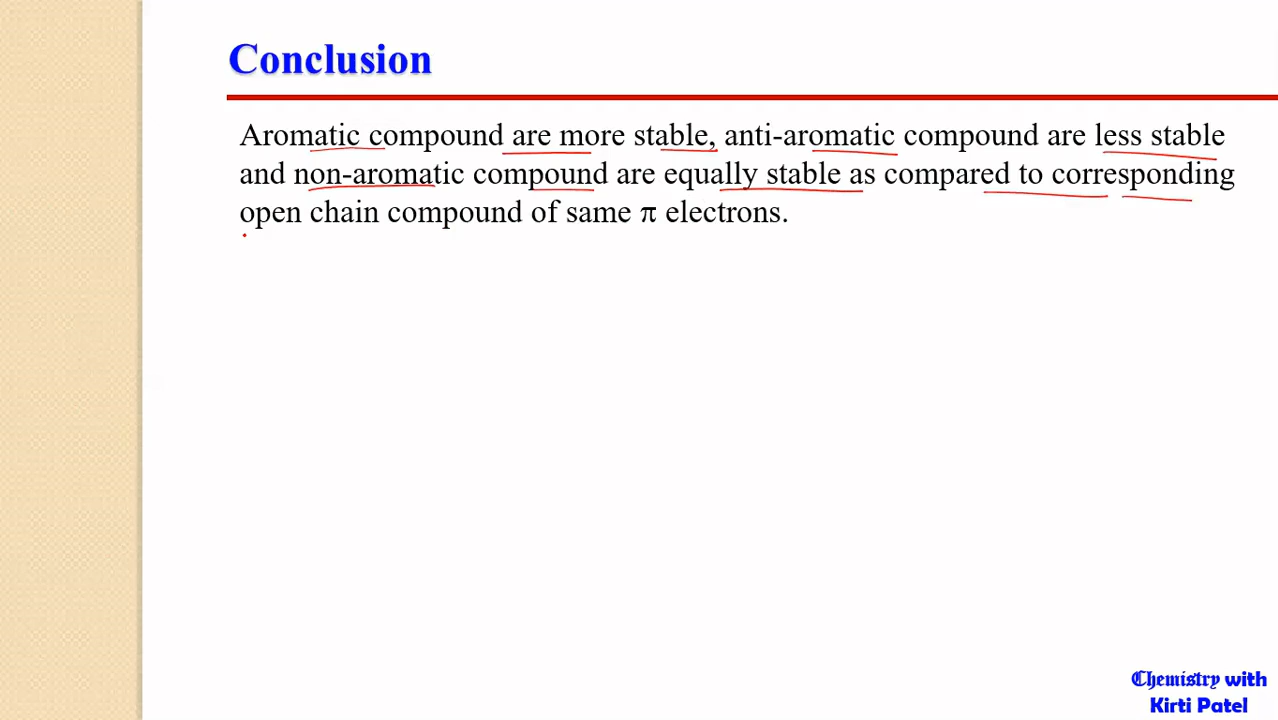 Conclusion
Aromatic compound are more stable, anti-aromatic compound are less stable
and non-aromatic compound are equally stable as compared to corresponding
open chain compound of same π electrons.
Chemistry with
Kirti Patel